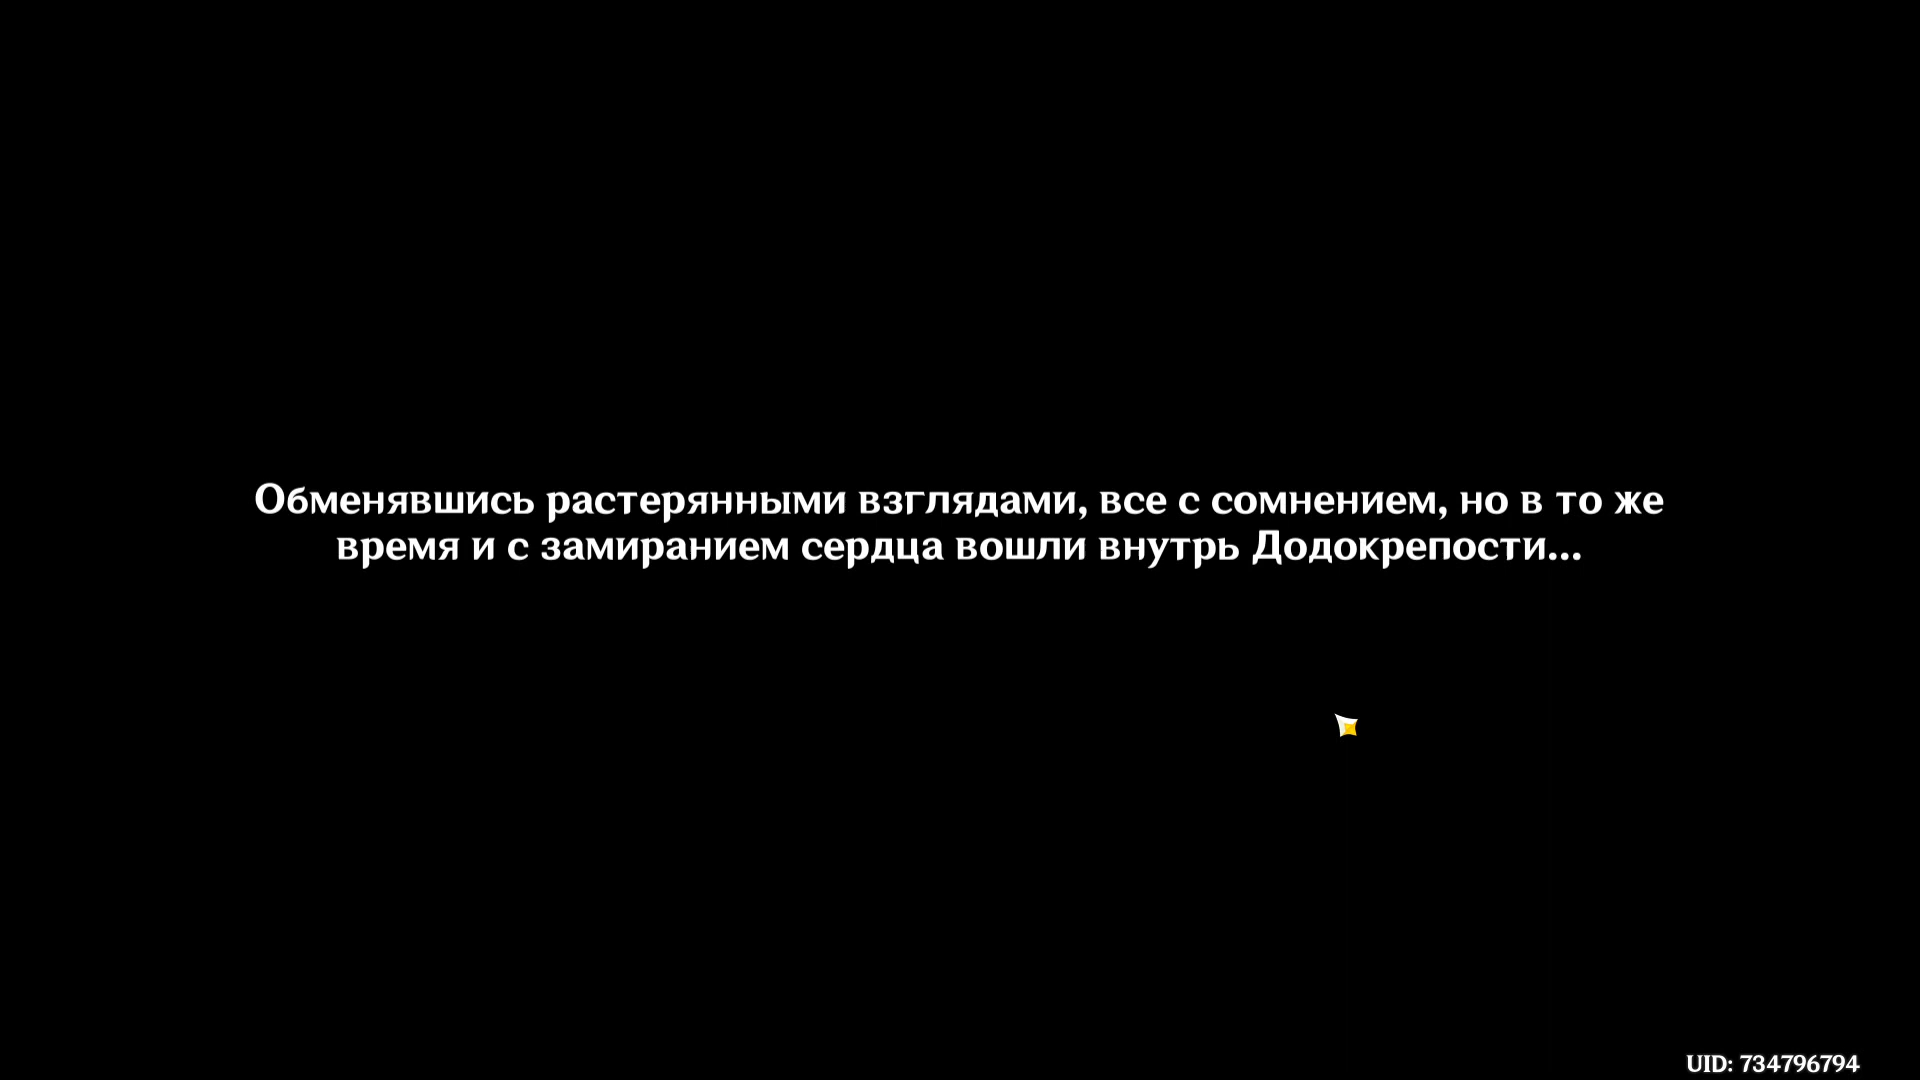 Обменявшись растерянными взглядами, все с сомнением, но в то же
время и с замиранием сердца вошли внутрь Додокрепости...
UID: 734796794